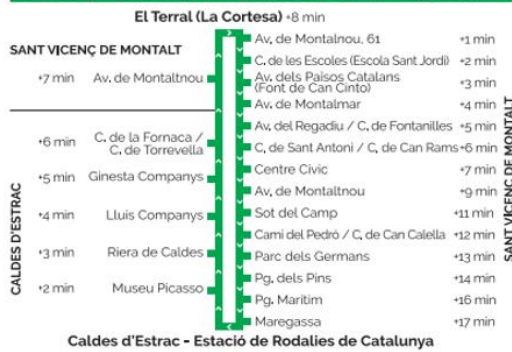 El Terral (La Cortesa) +8 min
SANT VICENÇ DE MONTALT
+7 min Av. de Montaltnou
+6 min C. de la Fornaca /
C. de Torrevella
+5 min Ginesta Companys
+4 min Lluis Companys
+3 min Riera de Caldes
+2 min Museu Picasso
CALDES D'ESTRAC
Av. de Montalnou, 61 +1 min
C. de les Escoles (Escola Sant Jordi) +2 min
Av. dels Països Catalans
(Font de Can Cinto) +3 min
Av. de Montalmar +4 min
Av. del Regadiu / C. de Fontanilles +5 min
C. de Sant Antoni / C. de Can Rams +6 min
Centre Civic +7 min
Av. de Montaltnou +9 min
Sot del Camp +11 min
Cami del Pedró / C. de Can Calella +12 min
Parc dels Germans +13 min
Pg. dels Pins +14 min
Pg. Maritim +16 min
Maregassa +17 min
SANT VICENÇ DE MONTALT
Caldes d'Estrac - Estació de Rodalies de Catalunya